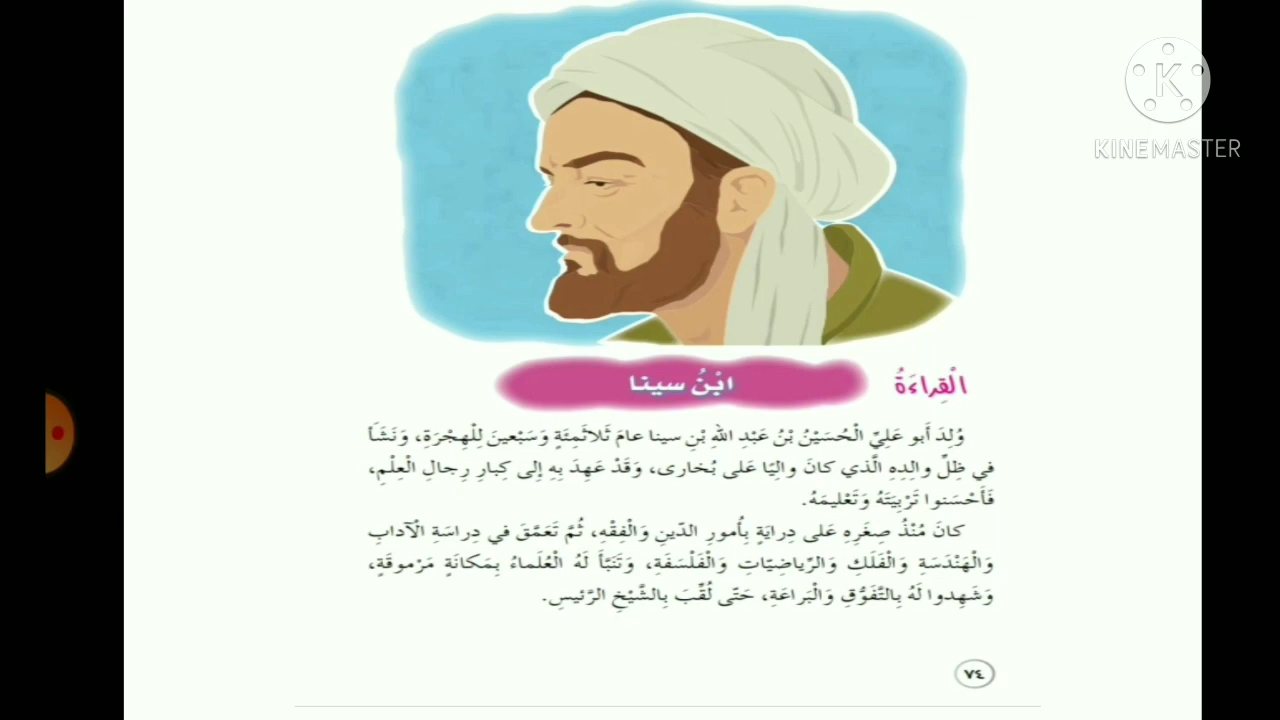 KINEMASTER
الْقِراءَةُ
ابْنُ سينا
وُلِدَ أَبو عَلِيِّ الْحُسَيْنُ بْنُ عَبْدِ اللهِ بْنِ سينا عامَ ثَلاثَمِئَةٍ وَسَبْعينَ لِلْهِجْرَةِ، وَنَشَأَ
في ظِلِّ والِدِهِ الَّذي كانَ والِيًا عَلى بُخارى، وَقَدْ عَهِدَ بِهِ إِلى كِبارِ رِجالِ الْعِلْمِ،
فَأَحْسَنوا تَرْبِيَتَهُ وَتَعْليمَهُ.
كانَ مُنْذُ صِغَرِهِ عَلى دِرايَةٍ بِأُمورِ الدّينِ وَالْفِقْهِ، ثُمَّ تَعَمَّقَ في دِراسَةِ الْآدابِ
وَالْهَنْدَسَةِ وَالْفَلَكِ وَالرِّياضِيّاتِ وَالْفَلْسَفَةِ، وَتَنَبَّأَ لَهُ الْعُلَماءُ بِمَكانَةٍ مَرْموقَةٍ،
وَشَهِدوا لَهُ بِالتَّفَوُّقِ وَالْبَراعَةِ، حَتّى لُقِّبَ بِالشَّيْخِ الرَّئيسِ.
٧٤